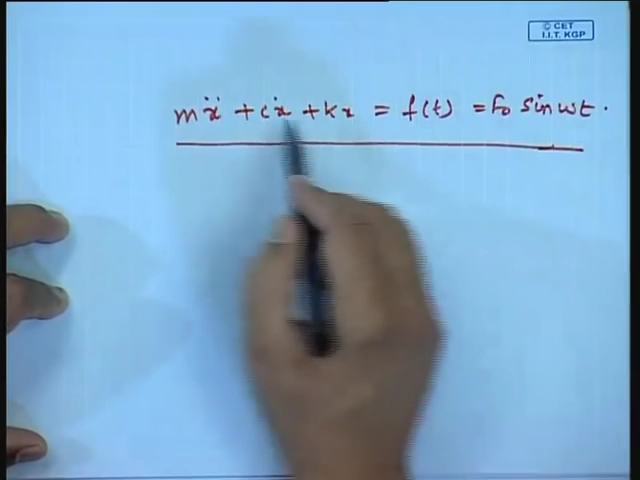 © CET
I.I.T. KGP
mẍ + cẋ + kx = f(t) = F₀ sin ωt.